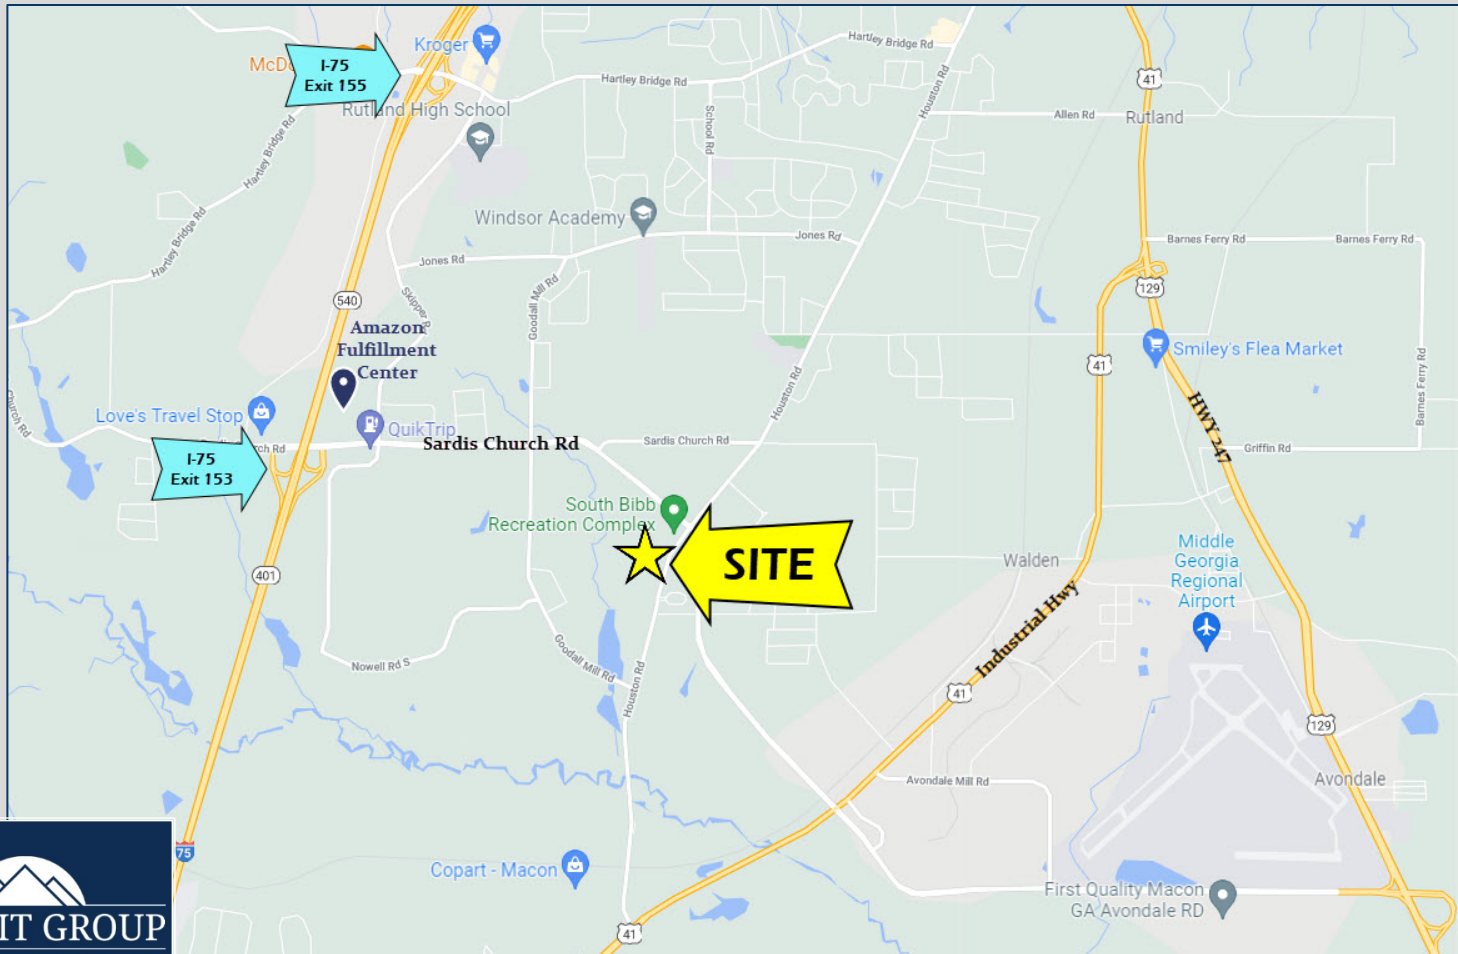 Hartley Bridge Rd
Kroger
McD
I-75
Exit 155
Hartley Bridge Rd
Rutland High School
School Rd
Houston Rd
41
Allen Rd
Rutland
Hartley Bridge Rd
Hartley Bridge Rd
Windsor Academy
Jones Rd
Jones Rd
Barnes Ferry Rd
Barnes Ferry Rd
Skipper R
Goodall Mill Rd
540
129
Amazon
Fulfillment
Center
Smiley's Flea Market
41
Houston Rd
HWY 247
Barnes Ferry Rd
Church Rd
Love's Travel Stop
QuikTrip
Sardis Church Rd
Sardis Church Rd
ch Rd
Griffin Rd
I-75
Exit 153
South Bibb
Recreation Complex
SITE
Walden
Middle
Georgia
Regional
Airport
401
Industrial Hwy
Nowell Rd S
Goodall Mill Rd
Houston Rd
41
129
Avondale Mill Rd
Avondale
75
Copart - Macon
First Quality Macon
GA Avondale RD
IT GROUP
41